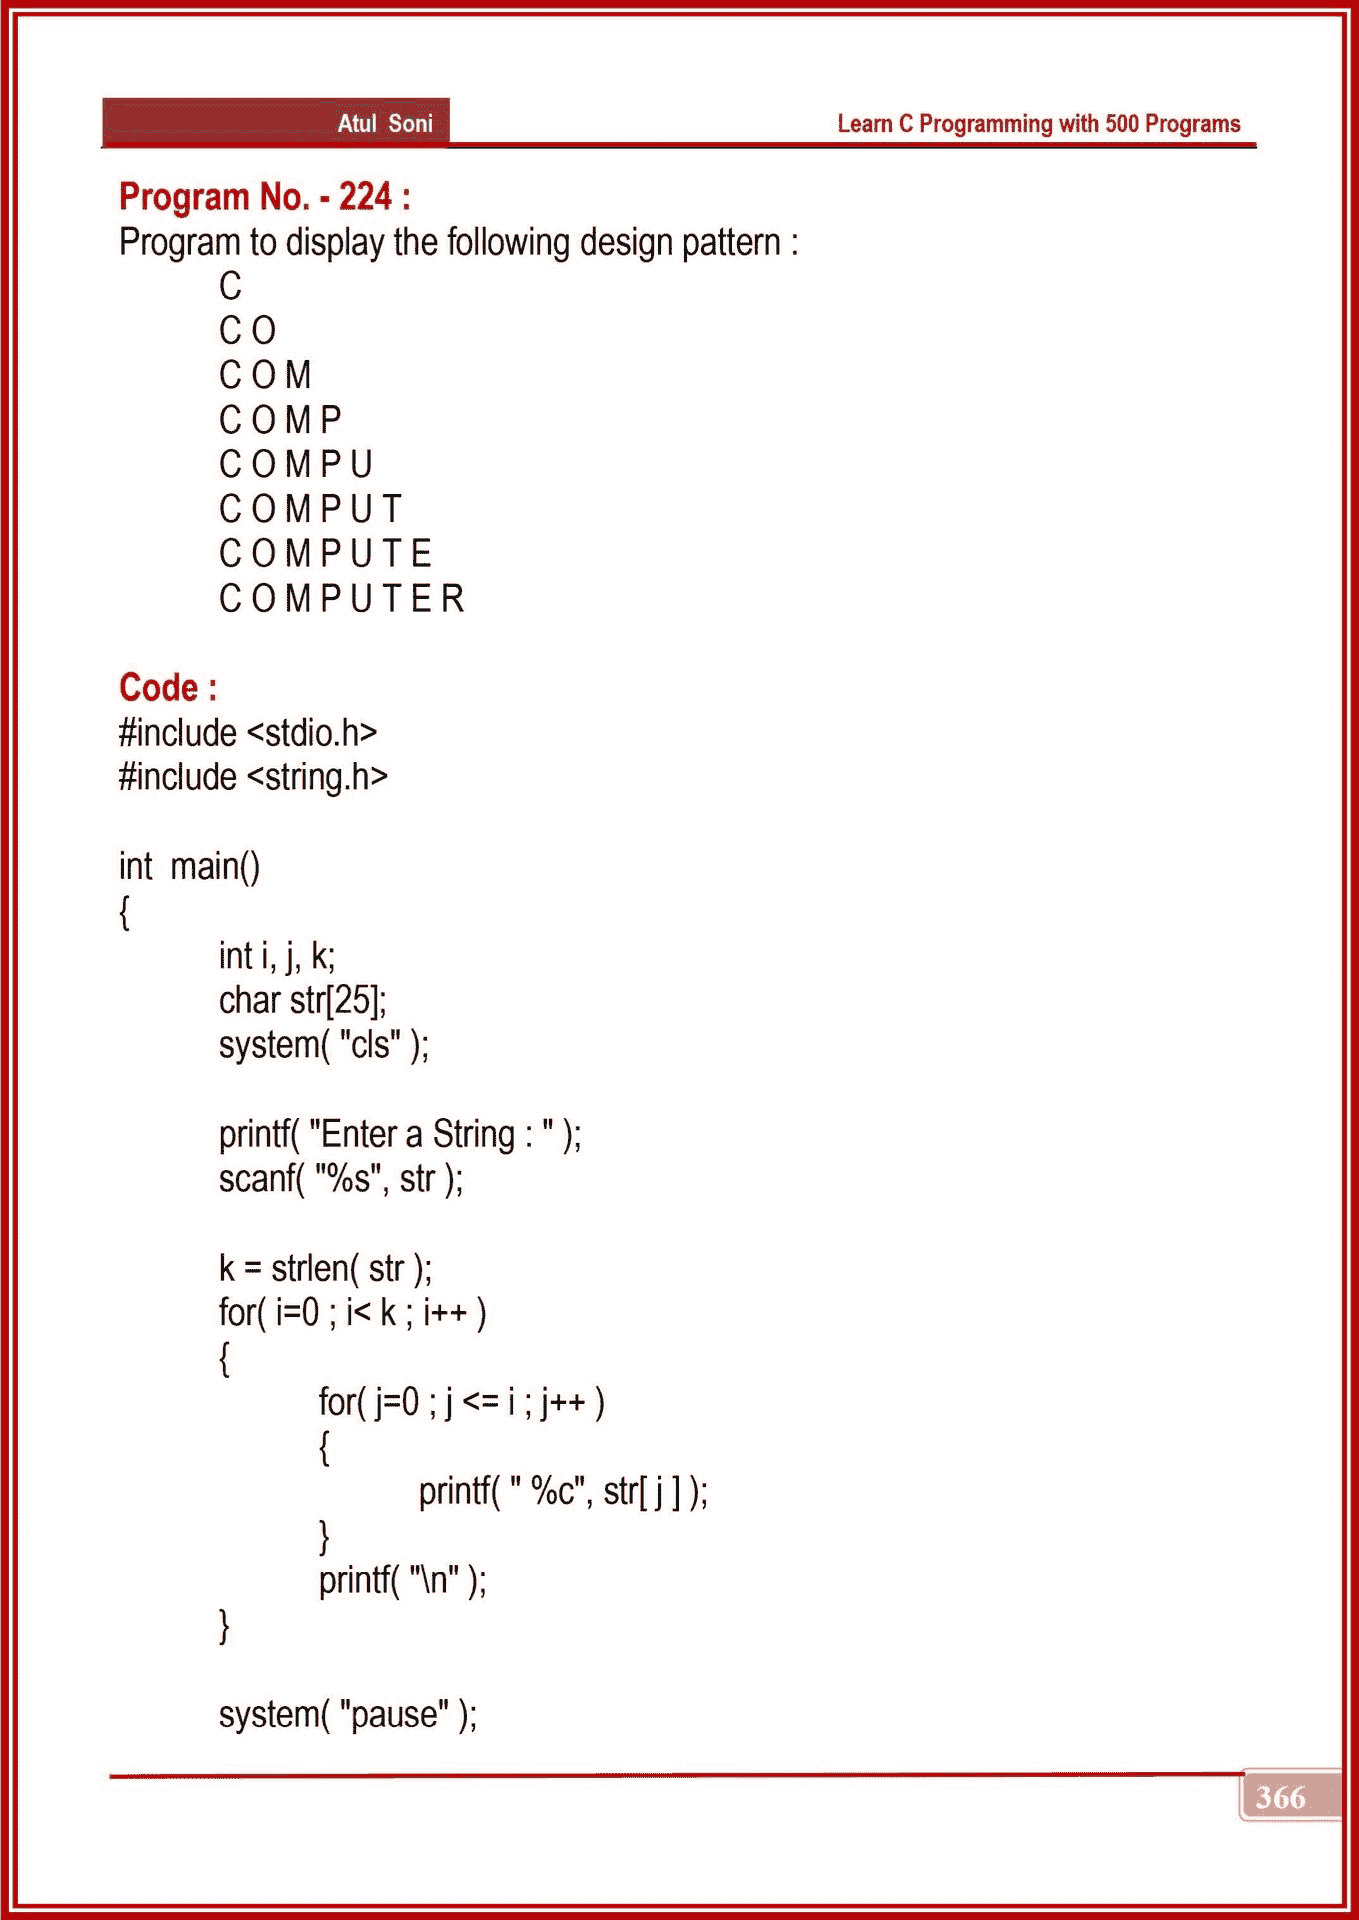 Atul Soni
Learn C Programming with 500 Programs
Program No. - 224 :
Program to display the following design pattern :
C
C O
C O M
C O M P
C O M P U
C O M P U T
C O M P U T E
C O M P U T E R
Code :
#include <stdio.h>
#include <string.h>
int main()
{
int i, j, k;
char str[25];
system( "cls" );
printf( "Enter a String : " );
scanf( "%s", str );
k = strlen( str );
for( i=0 ; i< k ; i++ )
{
for( j=0 ; j <= i ; j++ )
{
printf( " %c", str[ j ] );
}
printf( "\n" );
}
system( "pause" );
366